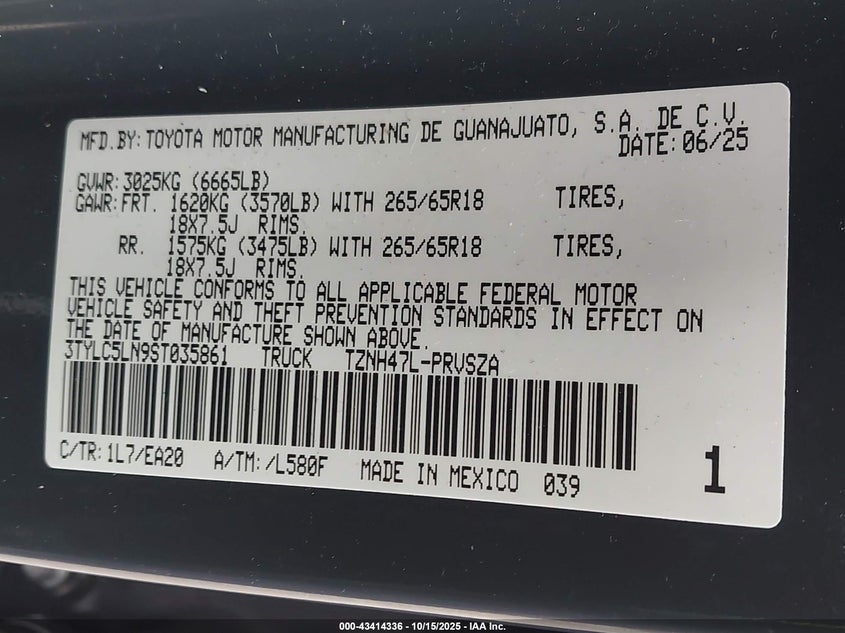 MFD.BY:TOYOTA MOTOR MANUFACTURING DE GUANAJUATO, S.A. DE C.V.
DATE:06/25
GVWR:3025KG (6665LB)
GAWR:FRT. 1620KG (3570LB) WITH 265/65R18 TIRES,
18X7.5J RIMS.
RR. 1575KG (3475LB) WITH 265/65R18 TIRES,
18X7.5J RIMS.
THIS VEHICLE CONFORMS TO ALL APPLICABLE FEDERAL MOTOR
VEHICLE SAFETY AND THEFT PREVENTION STANDARDS IN EFFECT ON
THE DATE OF MANUFACTURE SHOWN ABOVE.
3TYLC5LN9ST035861 TRUCK TZNH47L-PRVSZA
C/TR:1L7/EA20 A/TM:/L580F MADE IN MEXICO 039 1
000-43414336 - 10/15/2025 - IAA Inc.